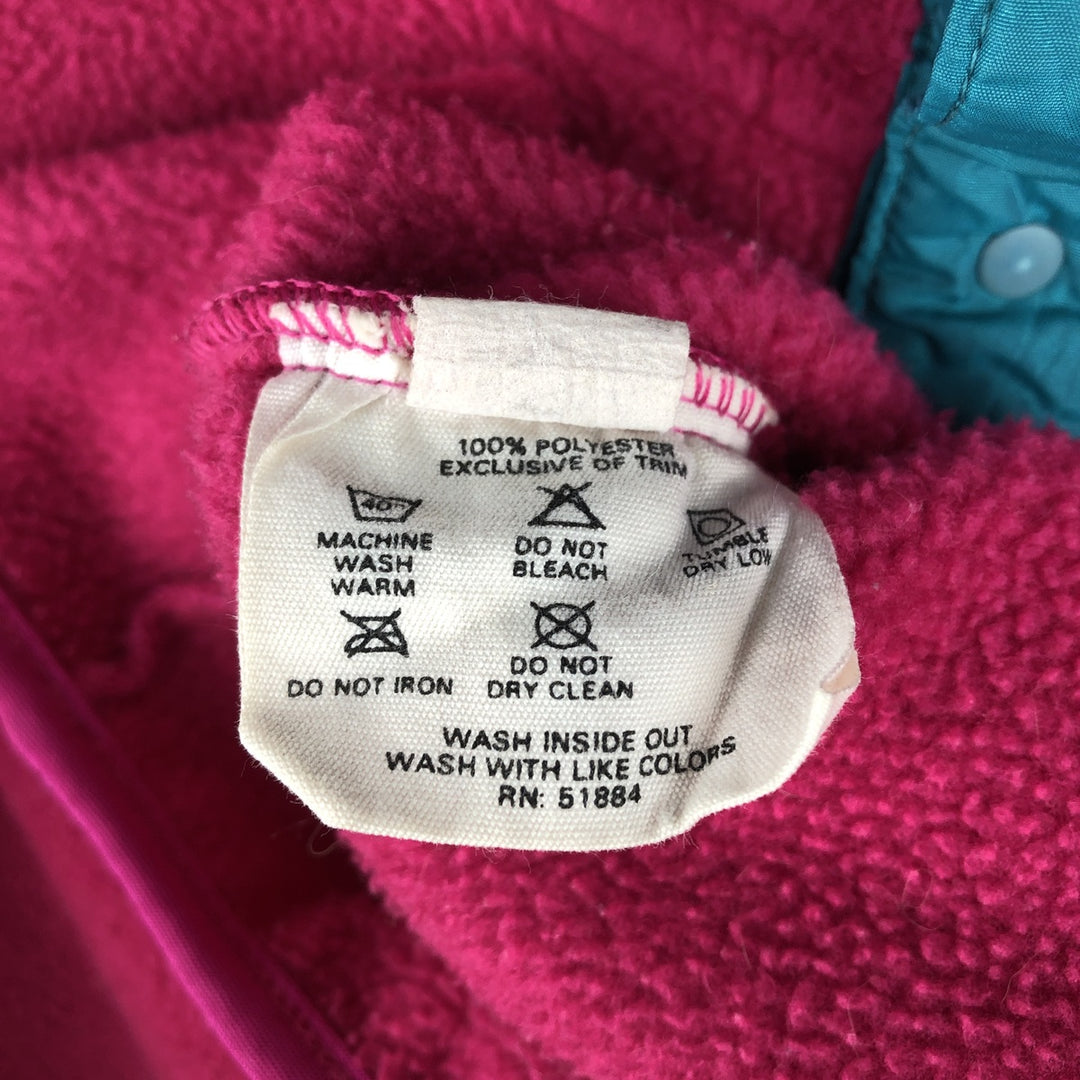 100% POLYESTER
EXCLUSIVE OF TRIM
40°
MACHINE
WASH
WARM
DO NOT
BLEACH
TUMBLE
DRY LOW
DO NOT IRON
DO NOT
DRY CLEAN
WASH INSIDE OUT
WASH WITH LIKE COLORS
RN: 51884